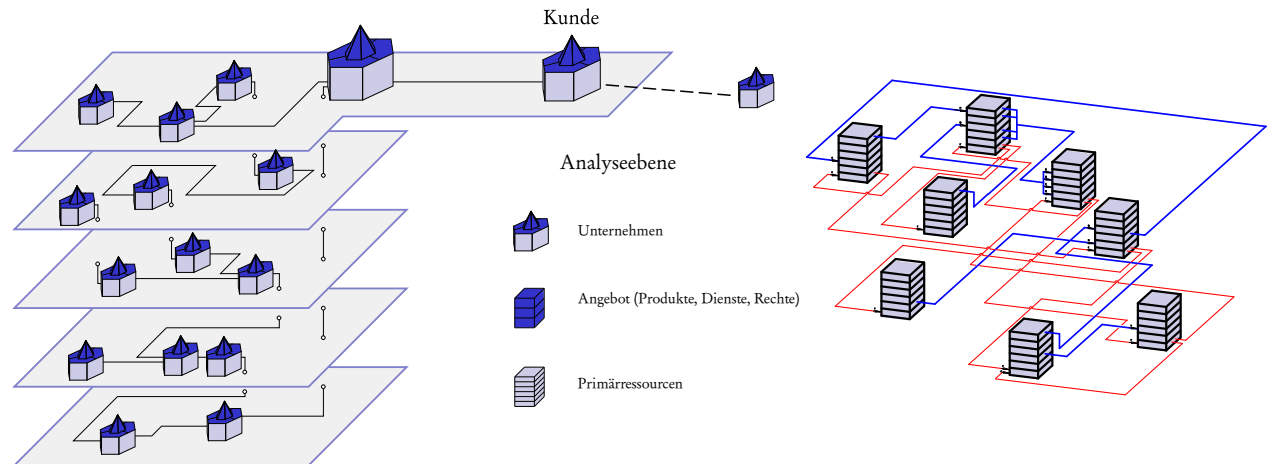 Kunde
Analyseebene
Unternehmen
Angebot (Produkte, Dienste, Rechte)
Primärressourcen